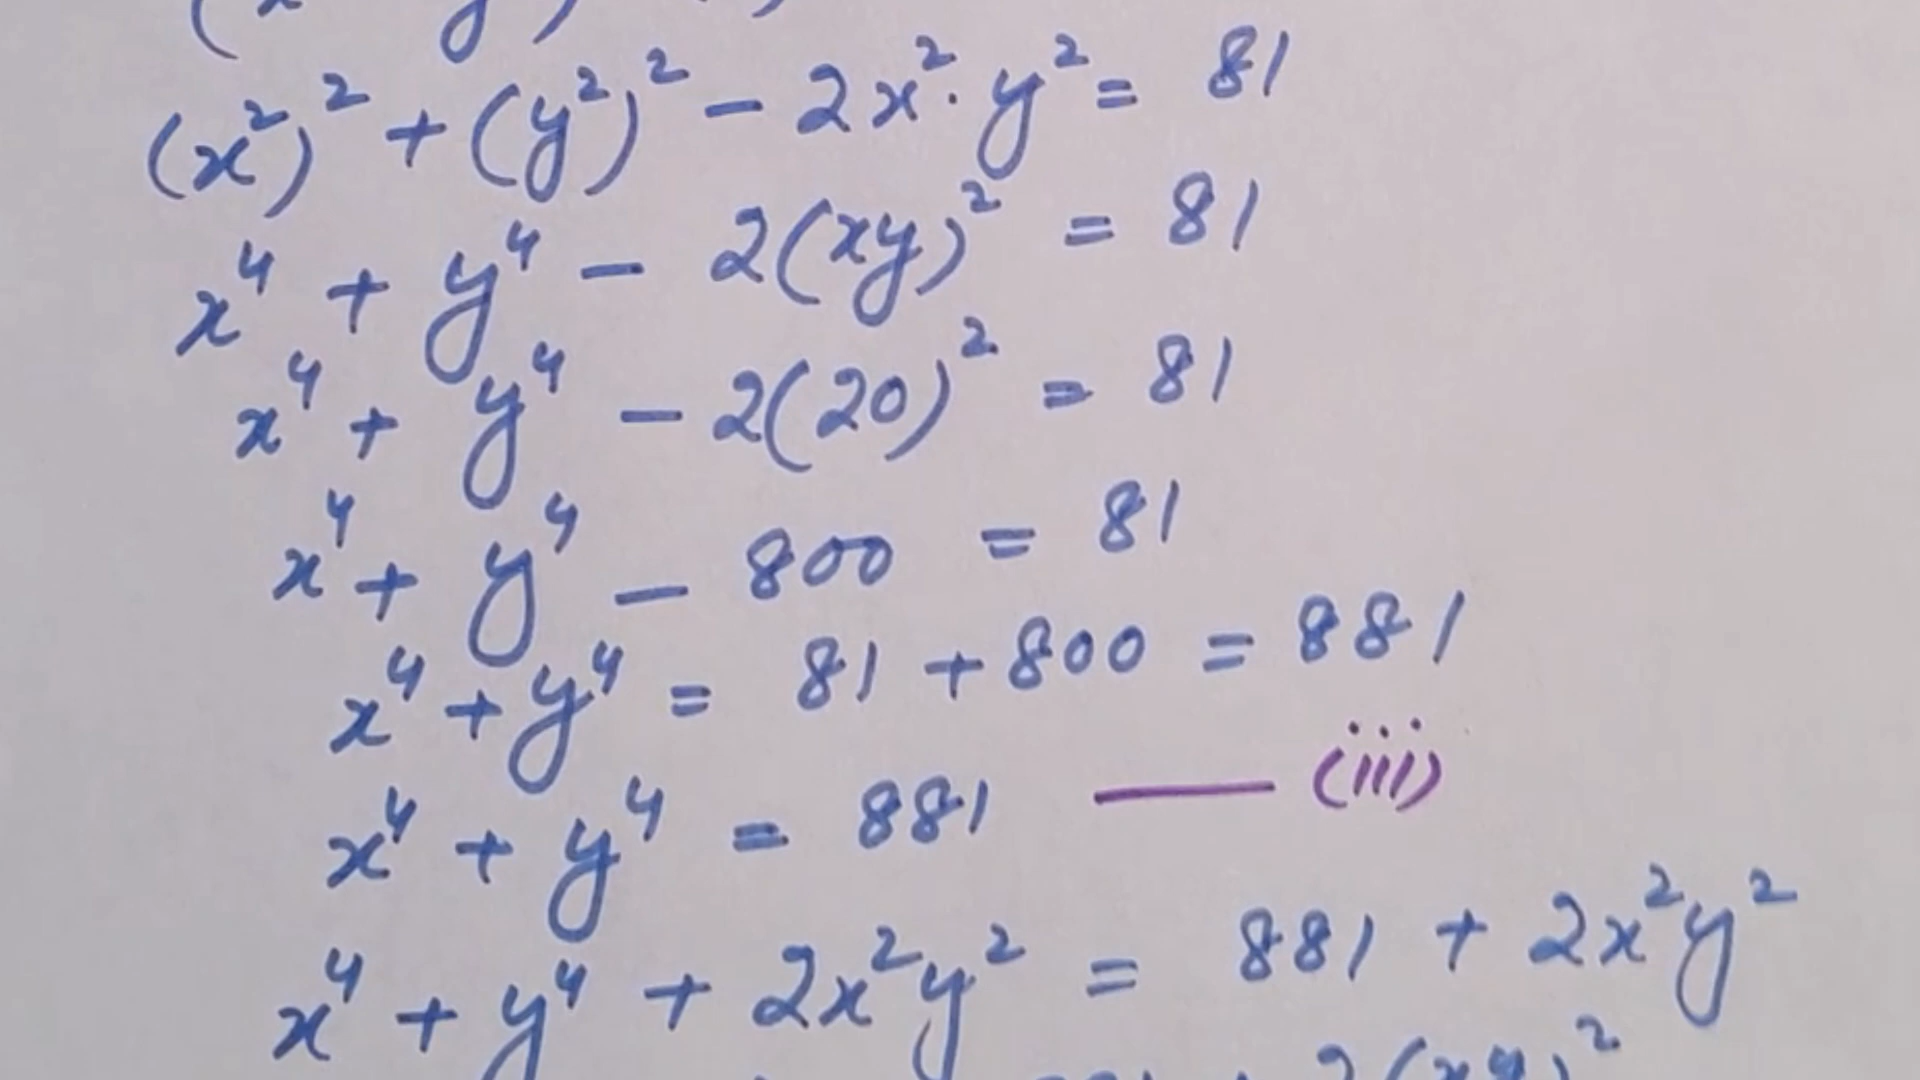 (x²)² + (y²)² - 2x² · y² = 81
x⁴ + y⁴ - 2(xy)² = 81
x⁴ + y⁴ - 2(20)² = 81
x⁴ + y⁴ - 800 = 81
x⁴ + y⁴ = 81 + 800 = 881
x⁴ + y⁴ = 881 —— (iii)
x⁴ + y⁴ + 2x²y² = 881 + 2x²y²